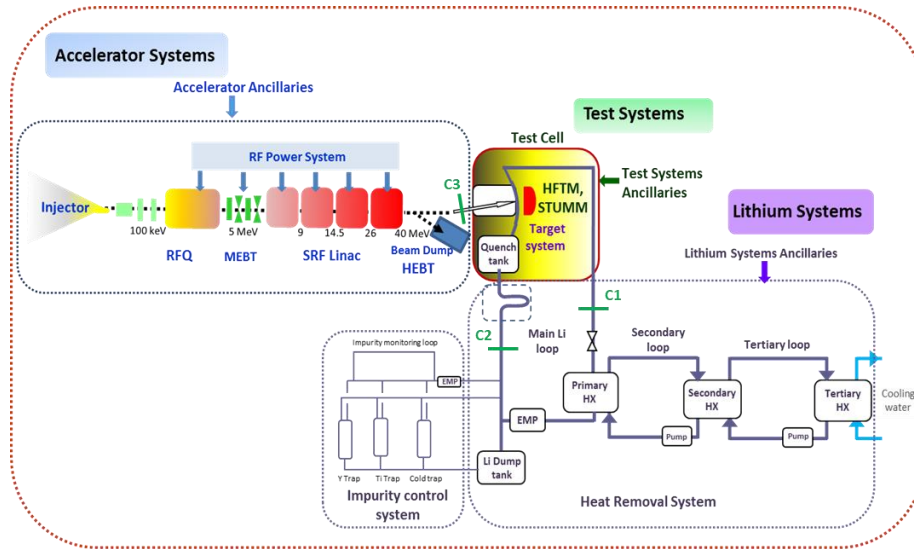 Accelerator Systems
Accelerator Ancillaries
RF Power System
Injector
100 keV
RFQ
5 MeV
MEBT
9
14.5
26
40 MeV
SRF Linac
Beam Dump
HEBT
C3
Test Systems
Test Cell
HFTM,
STUMM
Target
system
Quench
tank
Test Systems
Ancillaries
Lithium Systems
Lithium Systems Ancillaries
C1
C2
Main Li
loop
Secondary
loop
Tertiary loop
Impurity monitoring loop
EMP
Primary
HX
Secondary
HX
Tertiary
HX
Cooling
water
EMP
Pump
Pump
Li Dump
tank
Y Trap
Ti Trap
Cold trap
Impurity control
system
Heat Removal System